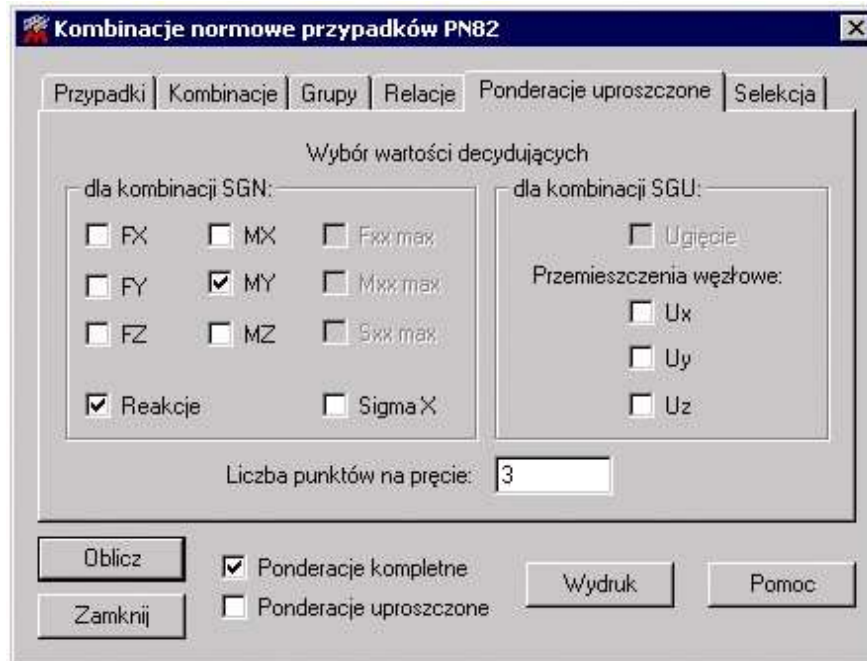 Kombinacje normowe przypadków PN82
Przypadki Kombinacje Grupy Relacje Ponderacje uproszczone Selekcja
Wybór wartości decydujących
dla kombinacji SGN: dla kombinacji SGU:
FX MX Fxx max Ugięcie
FY MY Mxx max Przemieszczenia węzłowe:
FZ MZ Sxx max Ux
Uy
Reakcje Sigma X Uz
Liczba punktów na pręcie: 3
Oblicz Ponderacje kompletne Wydruk Pomoc
Zamknij Ponderacje uproszczone